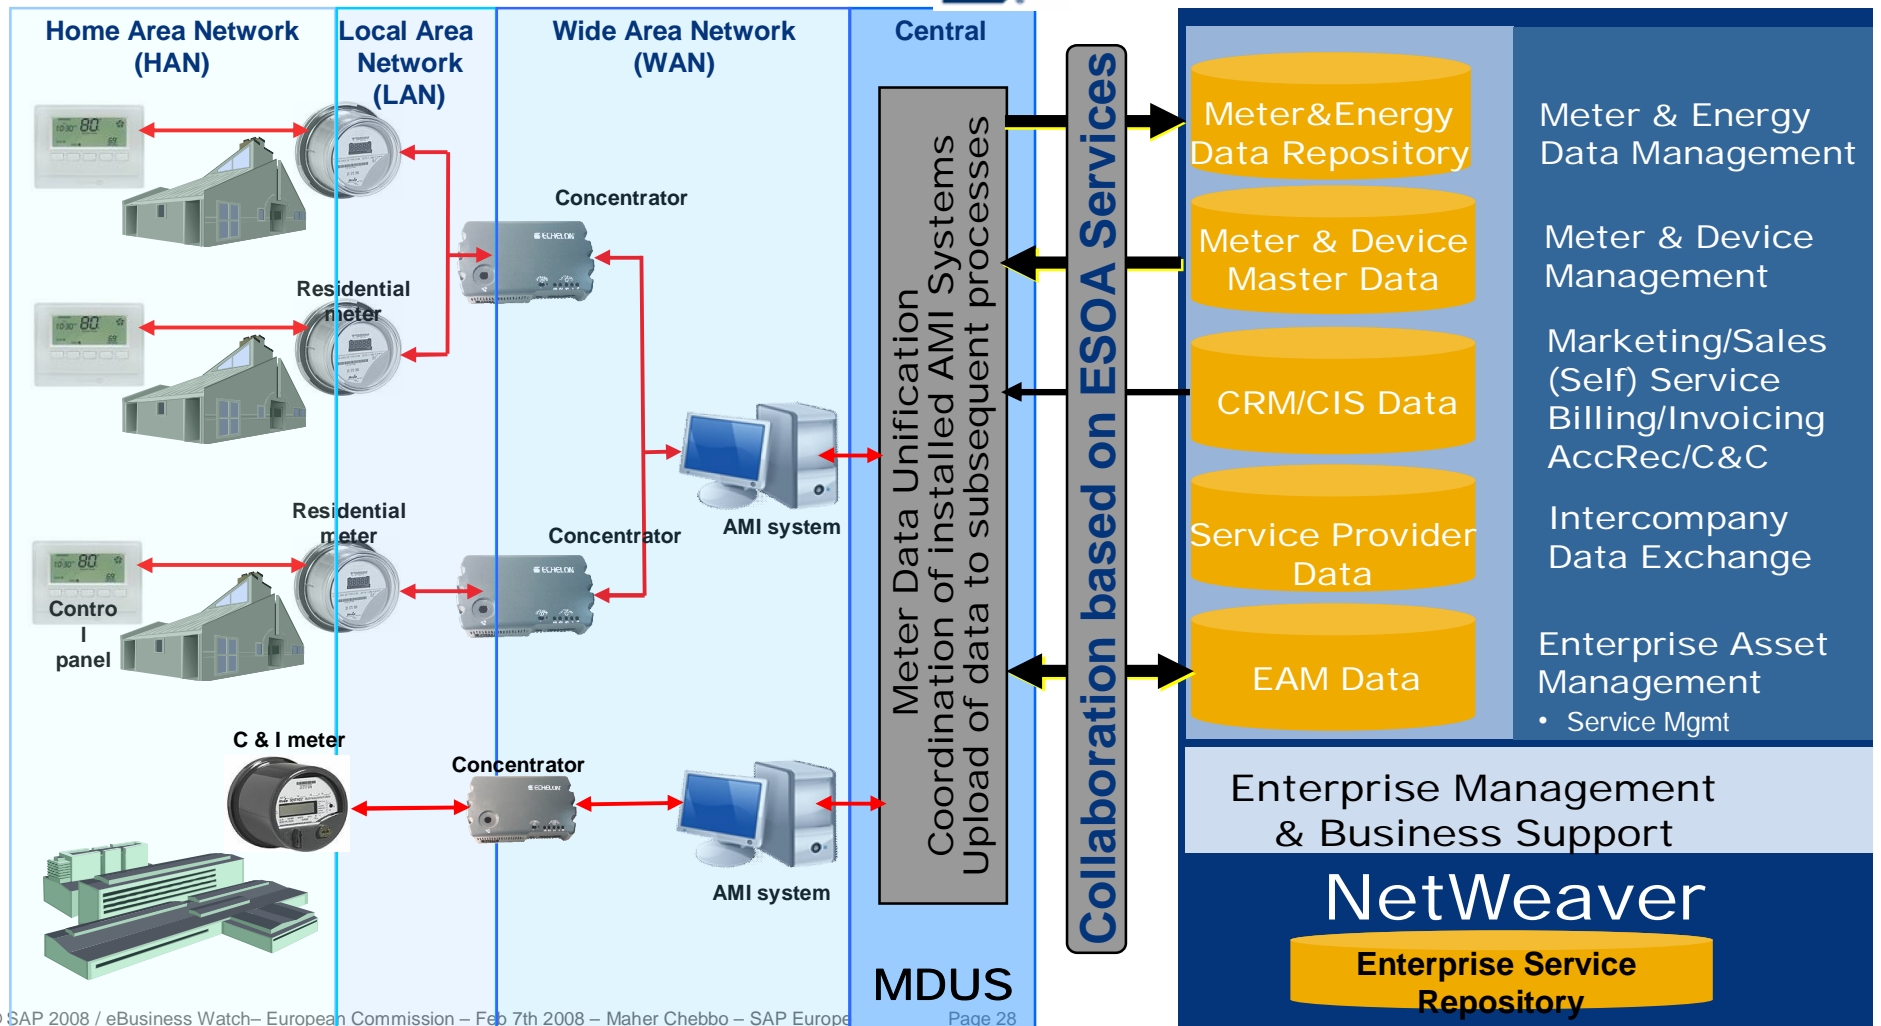 Home Area Network
(HAN)
Local Area
Network
(LAN)
Wide Area Network
(WAN)
Central
Concentrator
ECHELON
Residential
meter
Residential
meter
Concentrator
ECHELON
AMI system
Contro
l
panel
C & I meter
Concentrator
ECHELON
AMI system
Meter Data Unification
Coordination of installed AMI Systems
Upload of data to subsequent processes
MDUS
Collaboration based on ESOA Services
Meter&Energy
Data Repository
Meter & Energy
Data Management
Meter & Device
Master Data
Meter & Device
Management
CRM/CIS Data
Marketing/Sales
(Self) Service
Billing/Invoicing
AccRec/C&C
Service Provider
Data
Intercompany
Data Exchange
EAM Data
Enterprise Asset
Management
• Service Mgmt
Enterprise Management
& Business Support
NetWeaver
Enterprise Service
Repository
© SAP 2008 / eBusiness Watch– European Commission – Feb 7th 2008 – Maher Chebbo – SAP Europe
Page 28